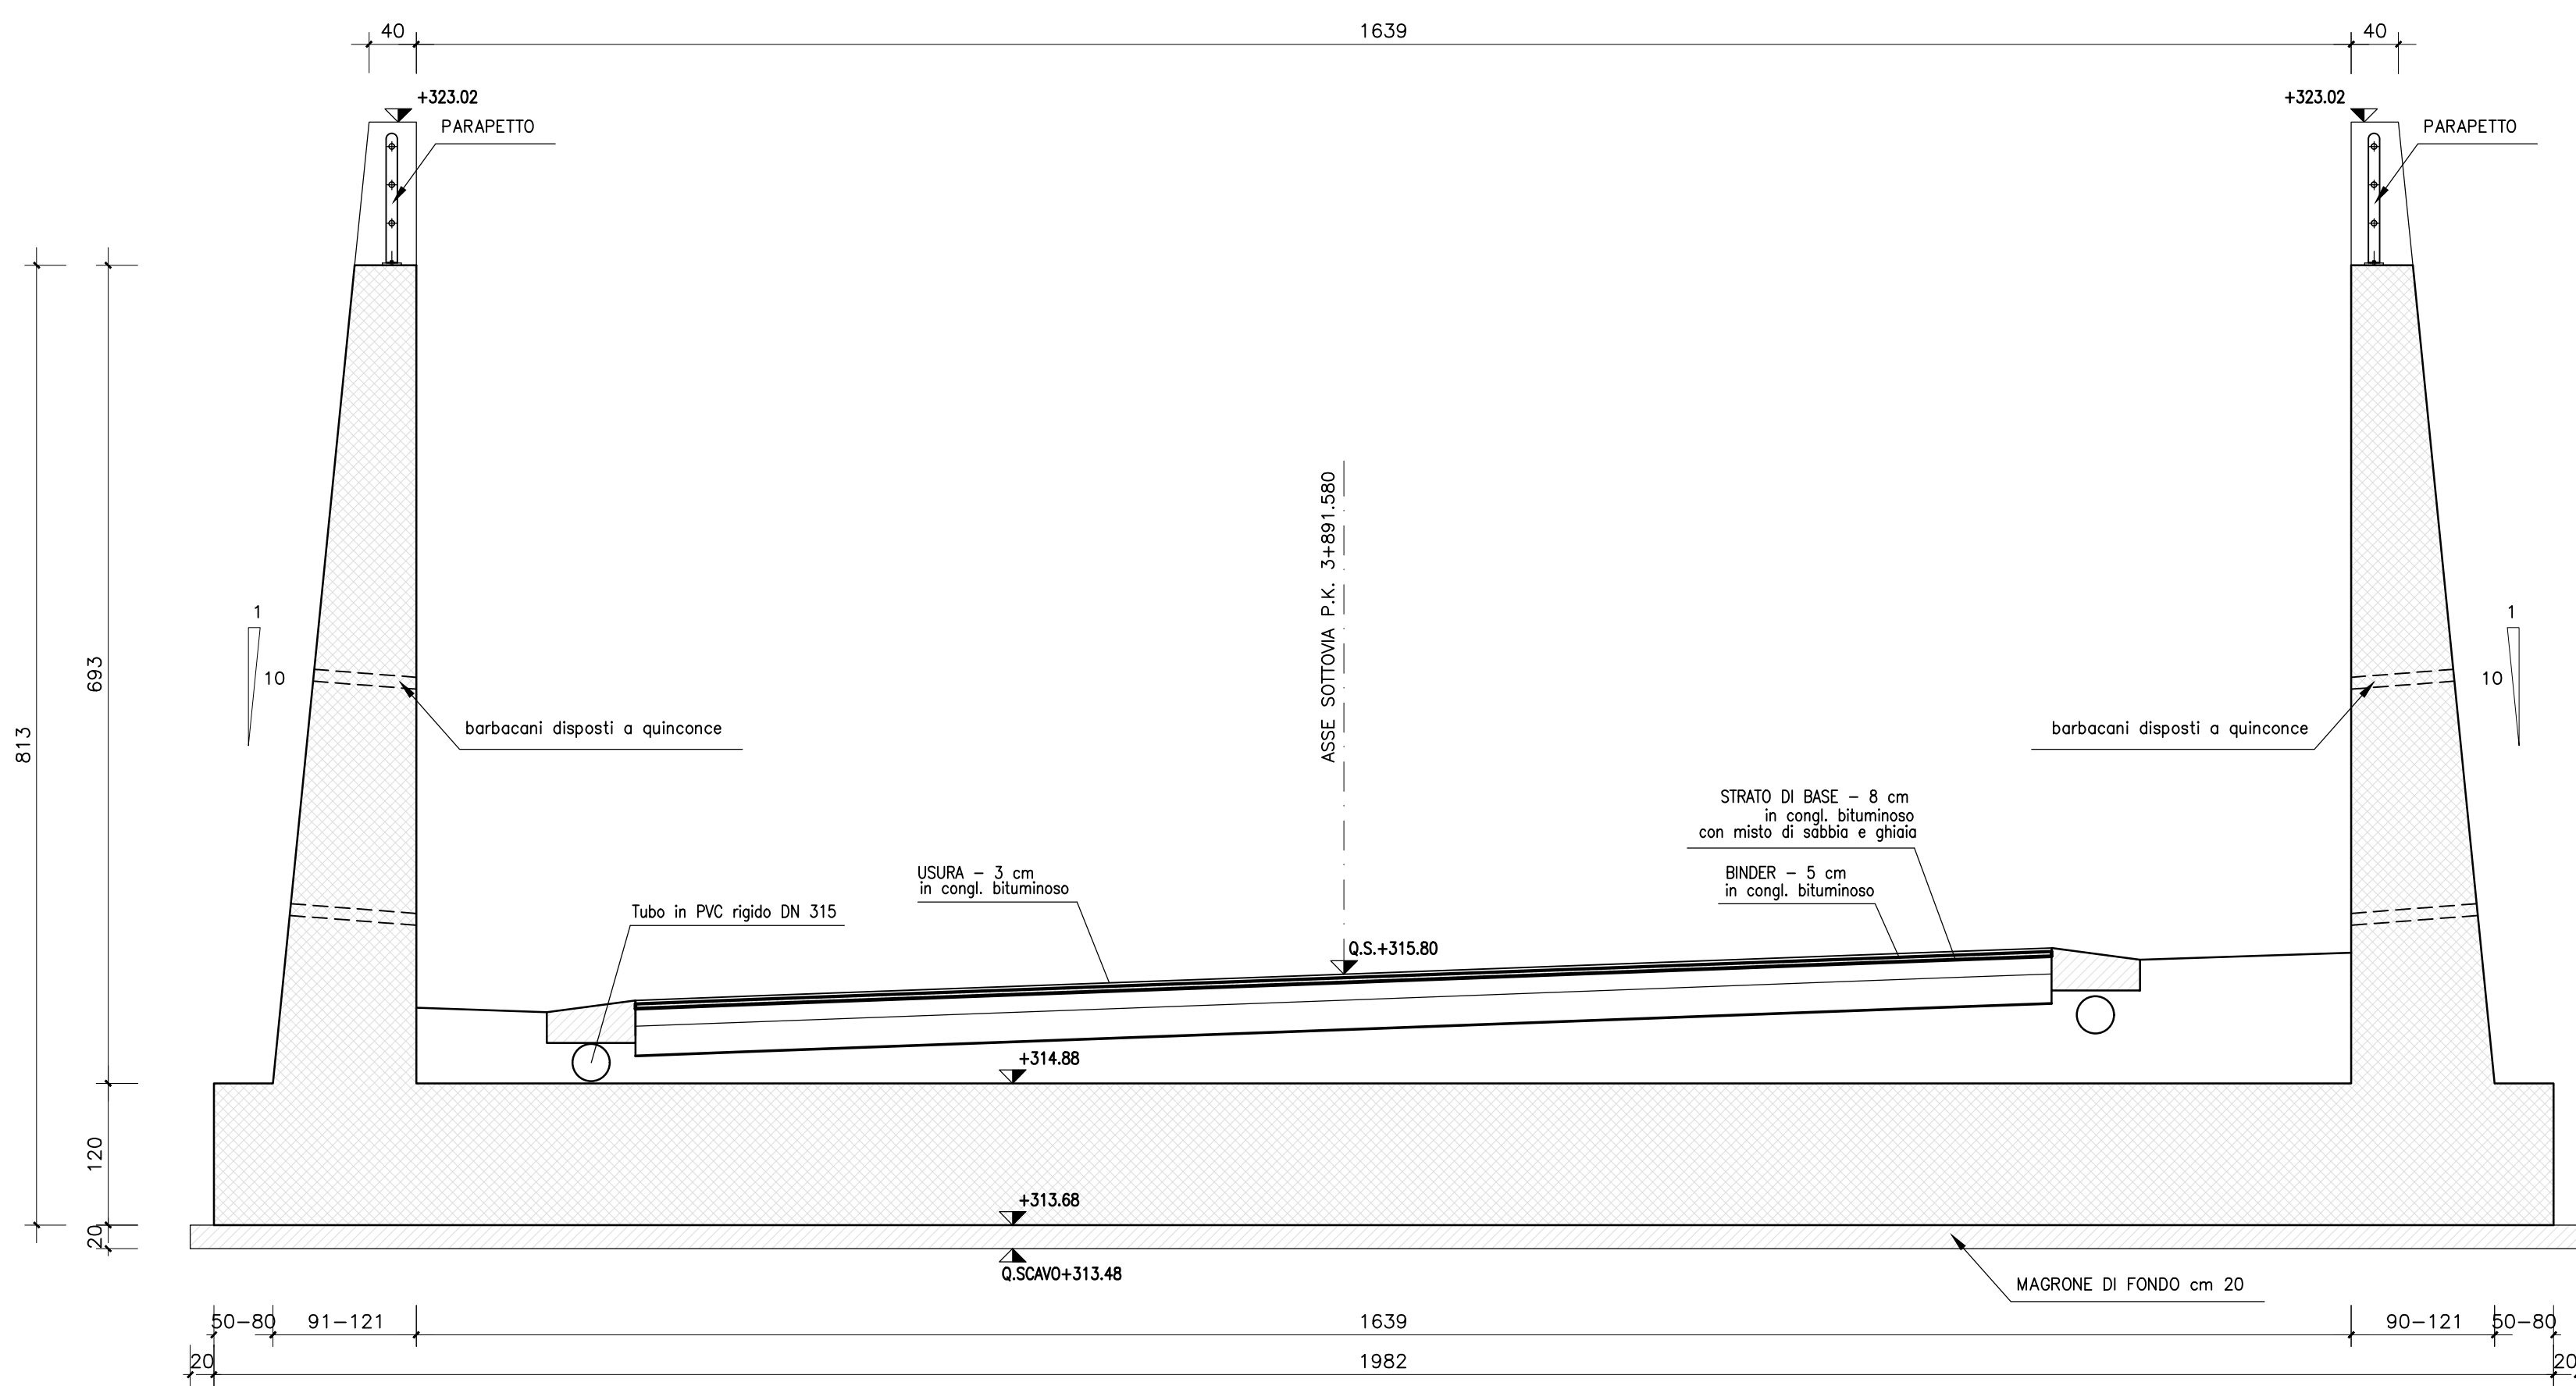 40
1639
40
+323.02
+323.02
PARAPETTO
PARAPETTO
ASSE SOTTOVIA P.K. 3+891.580
1
10
1
10
693
813
barbacani disposti a quinconce
barbacani disposti a quinconce
STRATO DI BASE – 8 cm
in congl. bituminoso
con misto di sabbia e ghiaia
USURA – 3 cm
in congl. bituminoso
BINDER – 5 cm
in congl. bituminoso
Tubo in PVC rigido DN 315
Q.S.+315.80
+314.88
120
+313.68
20
Q.SCAVO+313.48
MAGRONE DI FONDO cm 20
50–80
91–121
1639
90–121
50–80
20
1982
20